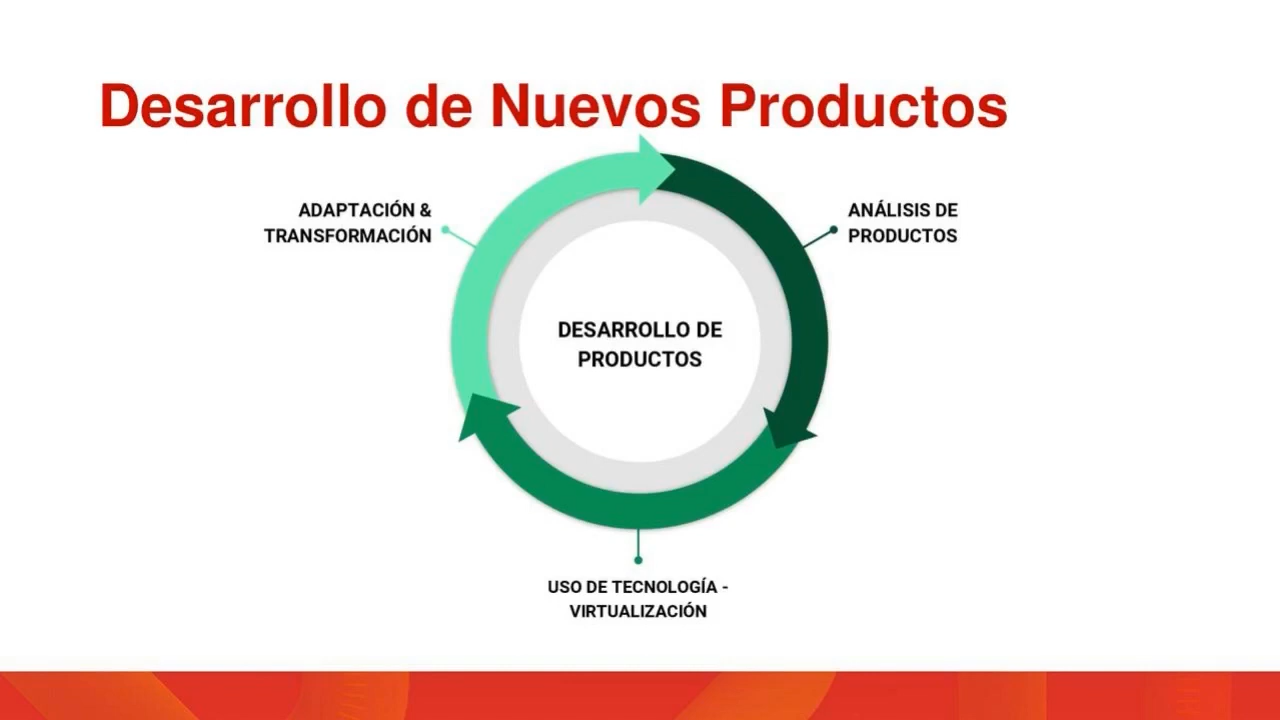 Desarrollo de Nuevos Productos
ADAPTACIÓN &
TRANSFORMACIÓN
ANÁLISIS DE
PRODUCTOS
DESARROLLO DE
PRODUCTOS
USO DE TECNOLOGÍA -
VIRTUALIZACIÓN